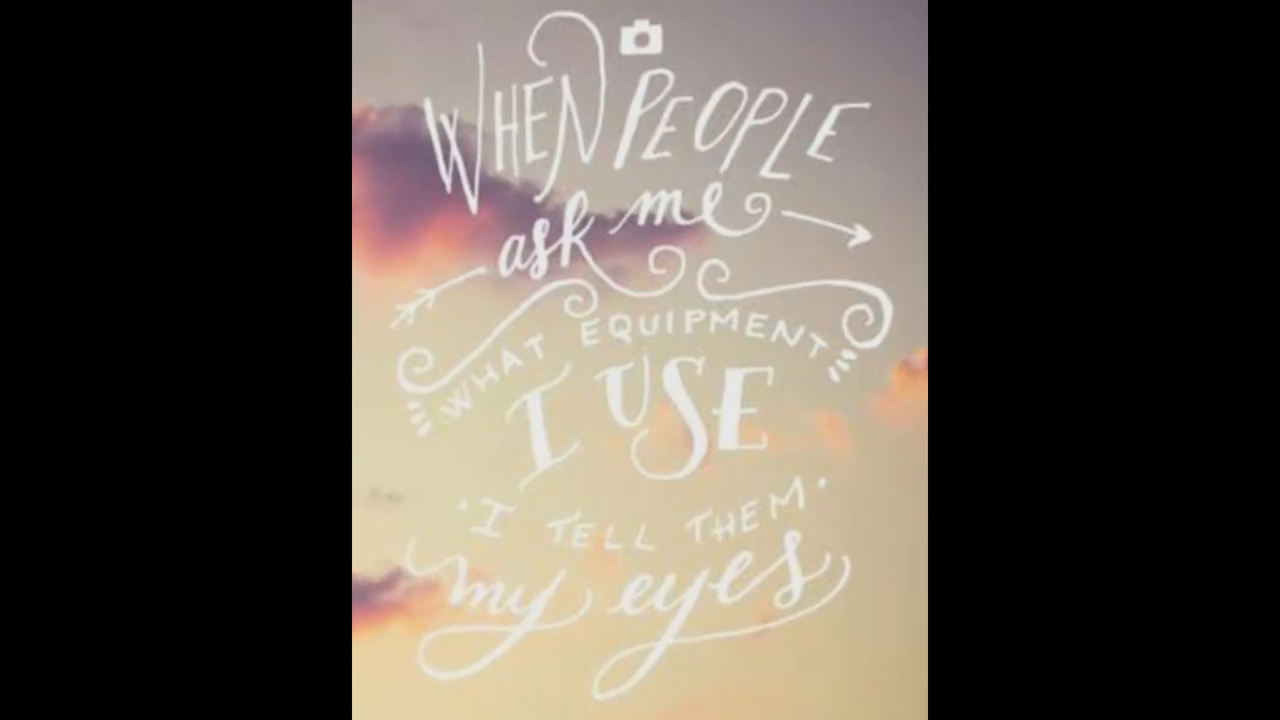 WHEN PEOPLE
ask me
WHAT EQUIPMENT
I USE
I TELL THEM
my eyes